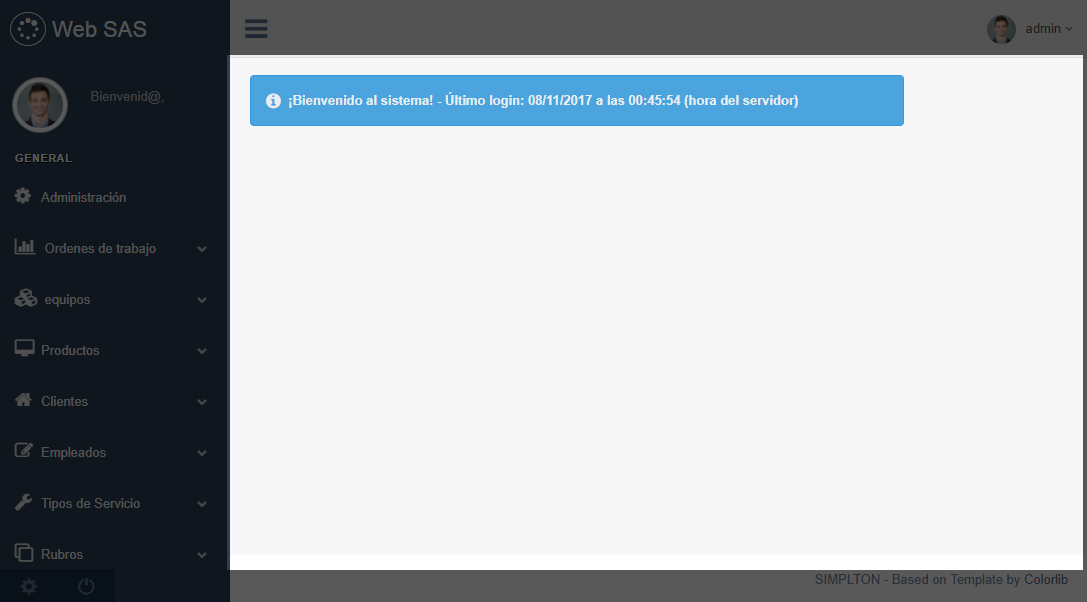 Web SAS
admin
Bienvenid@,
¡Bienvenido al sistema! - Último login: 08/11/2017 a las 00:45:54 (hora del servidor)
GENERAL
Administración
Ordenes de trabajo
equipos
Productos
Clientes
Empleados
Tipos de Servicio
Rubros
SIMPLTON - Based on Template by Colorlib